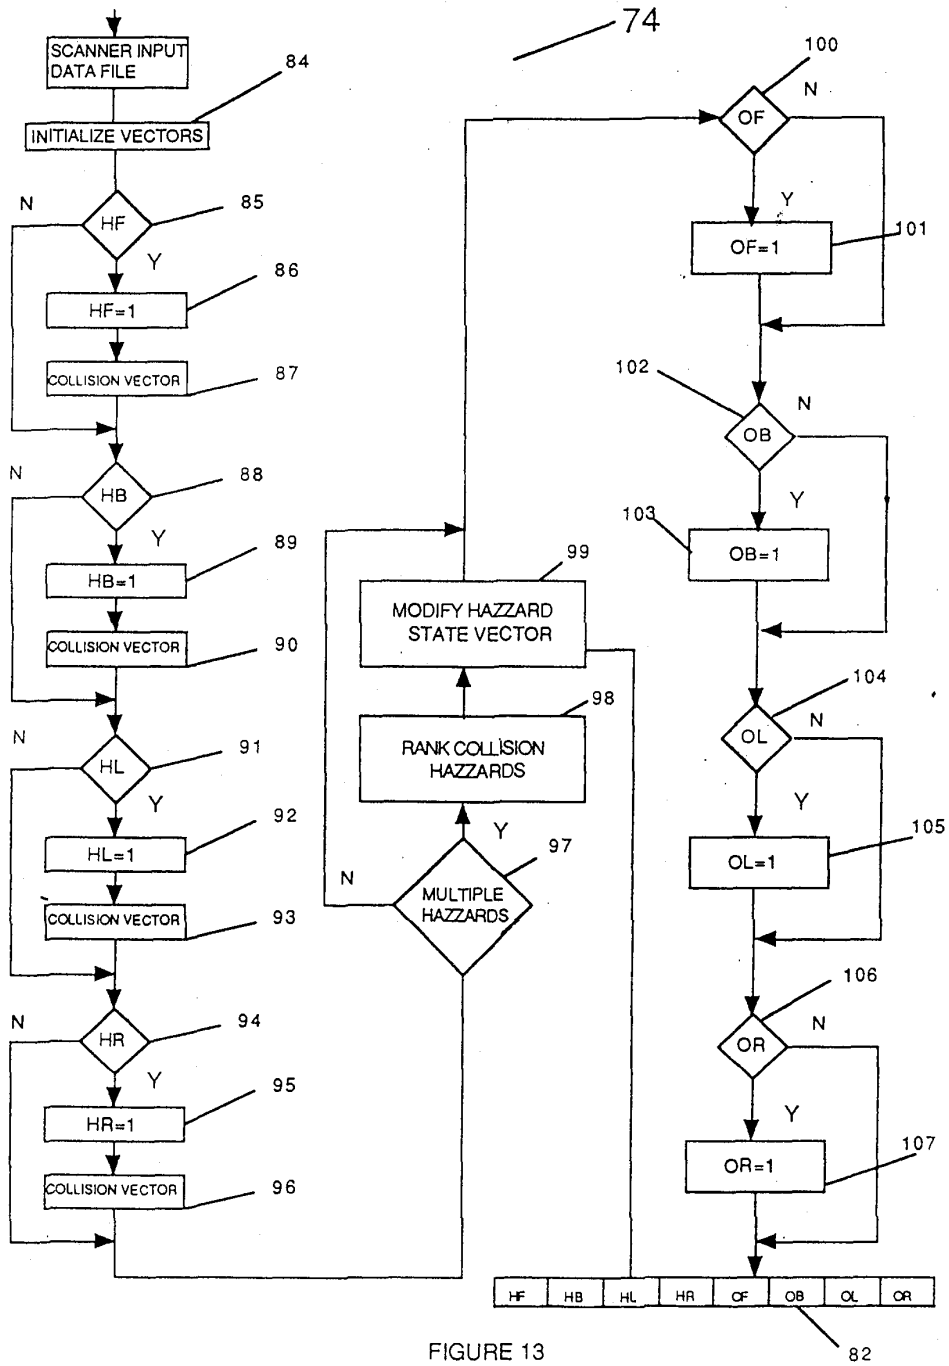 74
SCANNER INPUT
DATA FILE
84
INITIALIZE VECTORS
N
HF
85
Y
86
HF=1
COLLISION VECTOR
87
N
HB
88
Y
89
HB=1
COLLISION VECTOR
90
N
HL
91
Y
92
HL=1
COLLISION VECTOR
93
N
HR
94
Y
95
HR=1
COLLISION VECTOR
96
99
MODIFY HAZZARD
STATE VECTOR
98
RANK COLLISION
HAZZARDS
Y
97
N
MULTIPLE
HAZZARDS
100
OF
N
Y
101
OF=1
102
N
OB
Y
103
OB=1
104
OL
N
Y
105
OL=1
106
OR
N
Y
107
OR=1
HF HB HL HR OF OB OL OR
82
FIGURE 13